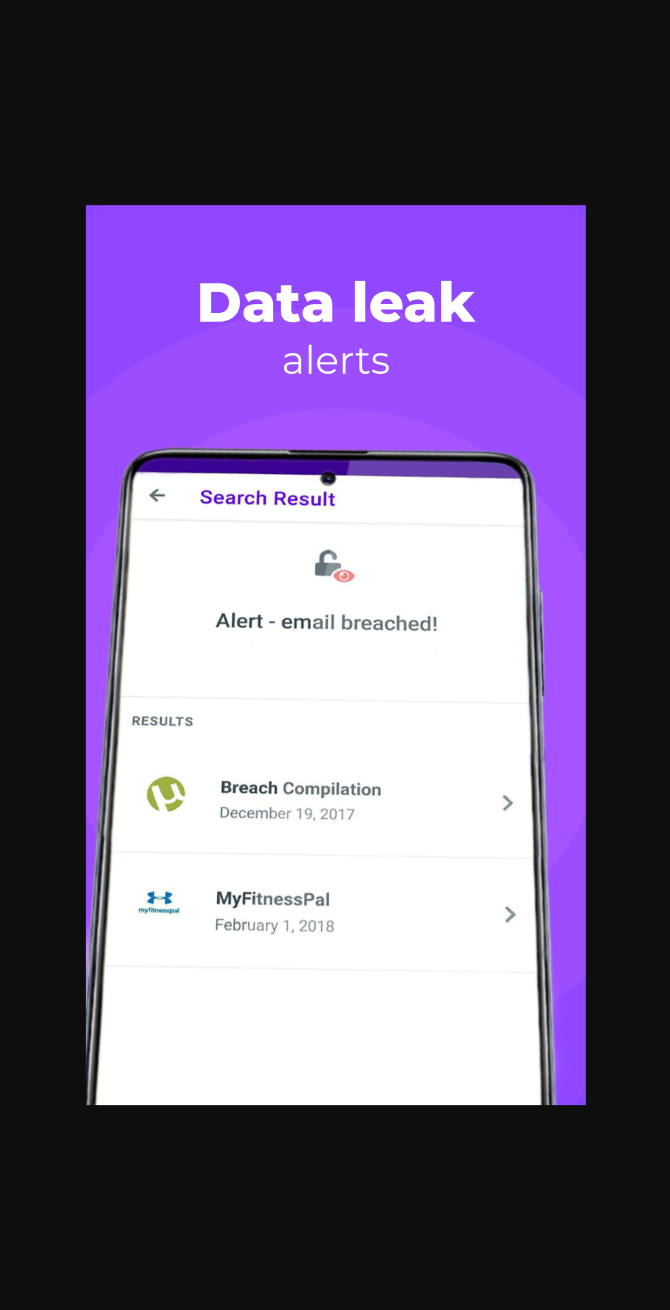 Data leak
alerts
Search Result
Alert - email breached!
RESULTS
Breach Compilation
December 19, 2017
MyFitnessPal
February 1, 2018
myfitnesspal